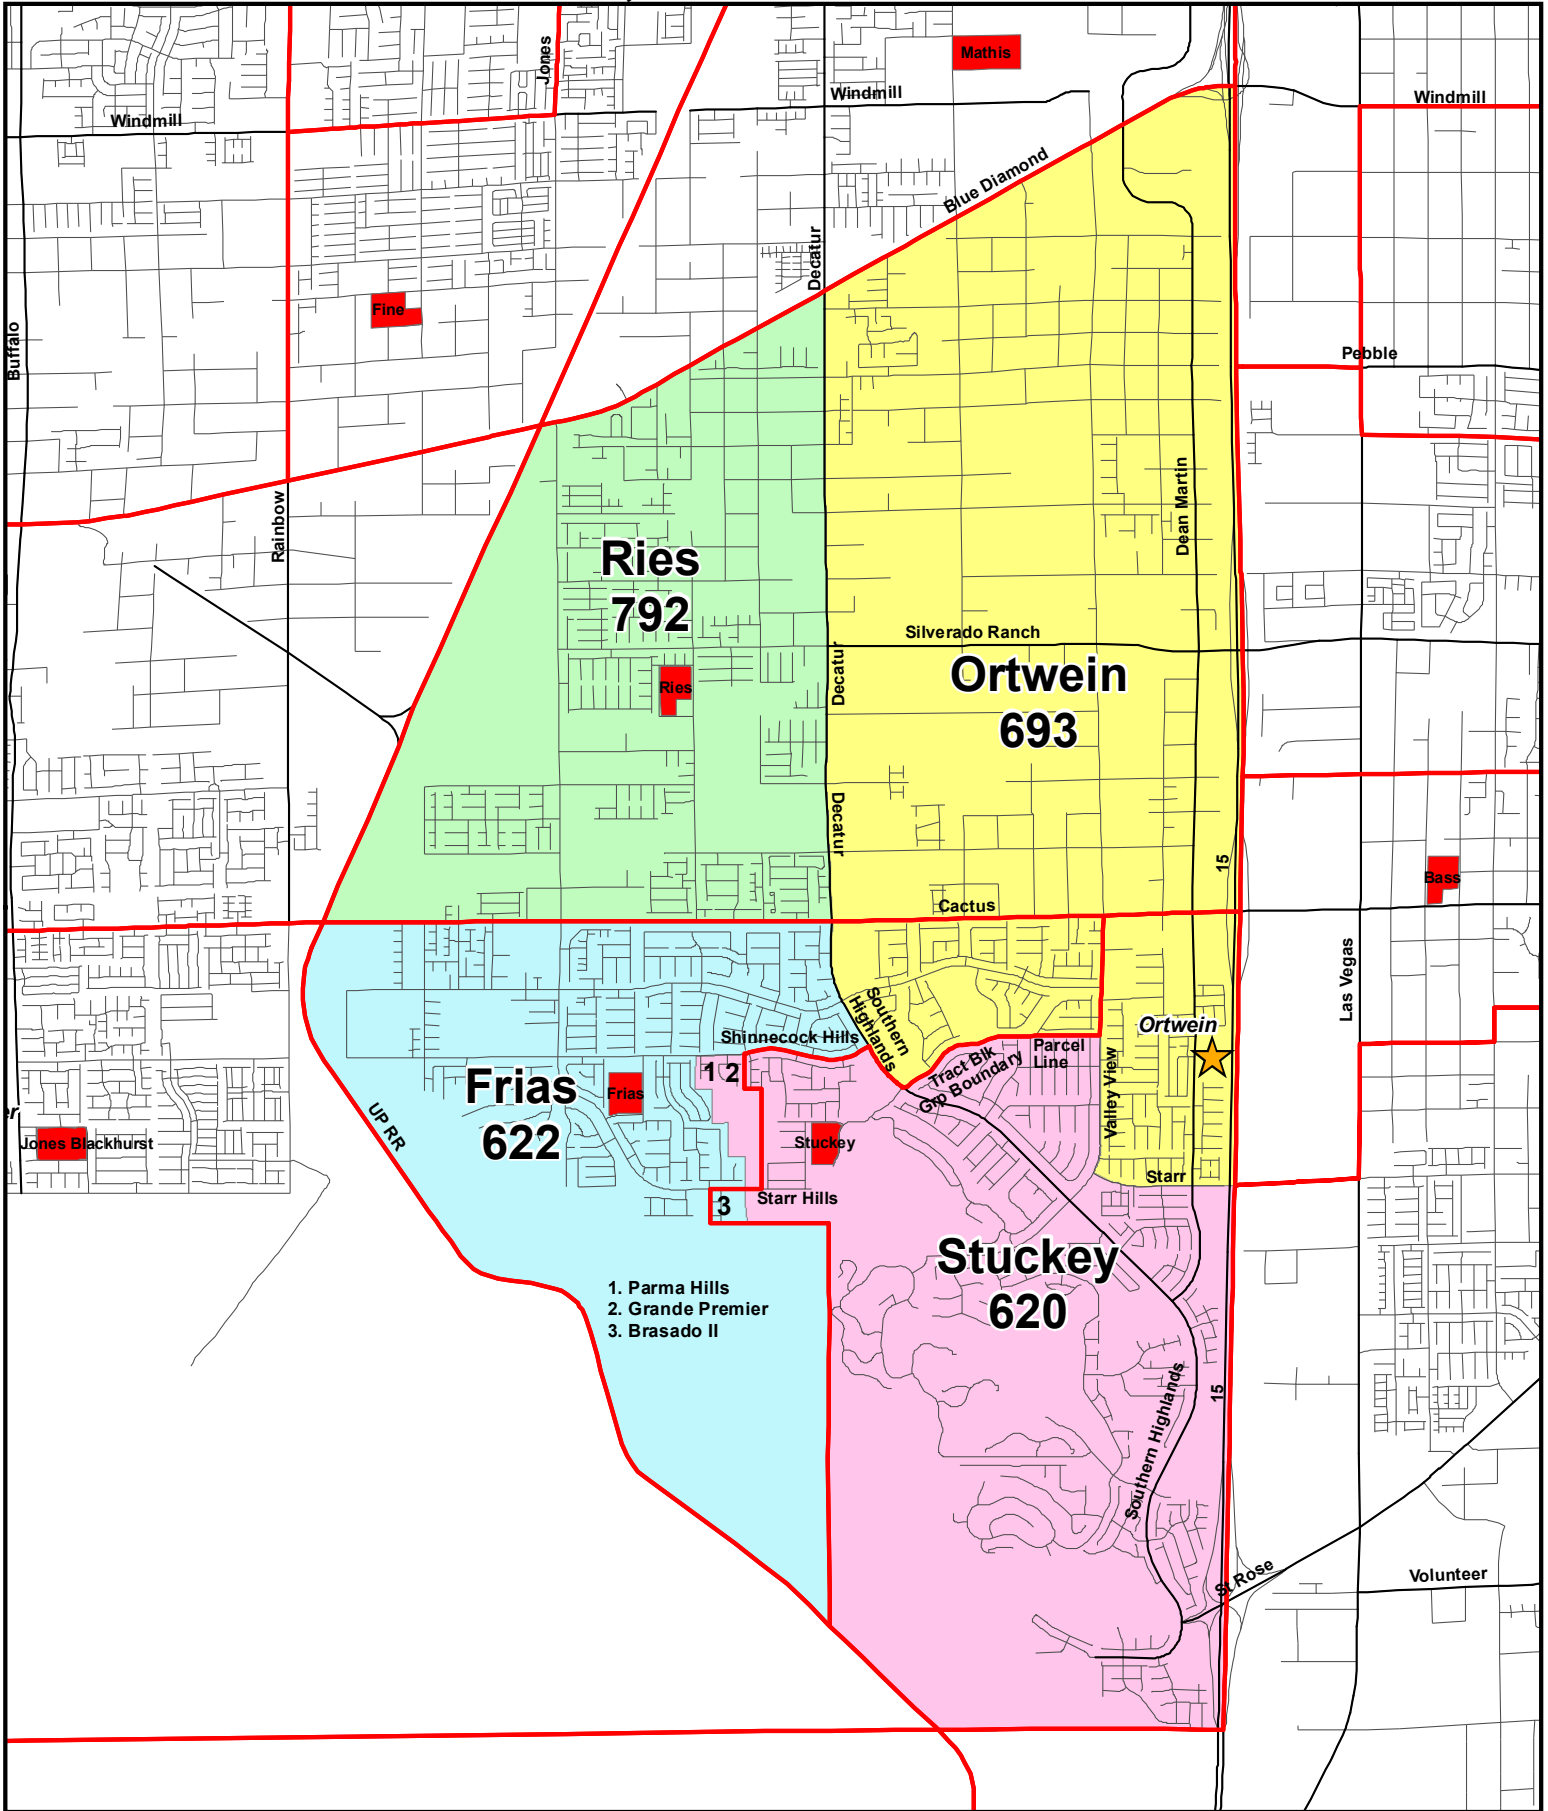 Jones
Mathis
Windmill
Windmill
Windmill
Blue Diamond
Decatur
Fine
Buffalo
Pebble
Rainbow
Dean Martin
Ries
792
Silverado Ranch
Decatur
Ortwein
693
Ries
Decatur
15
Bass
Cactus
Las Vegas
Southern
Highlands
Ortwein
Shinnecock Hills
Parcel
Line
Tract Blk
Grp Boundary
Valley View
1 2
Frias
622
Frias
UP RR
er
Jones Blackhurst
Stuckey
Starr
Starr Hills
3
Stuckey
620
1. Parma Hills
2. Grande Premier
3. Brasado II
Southern Highlands
15
St Rose
Volunteer